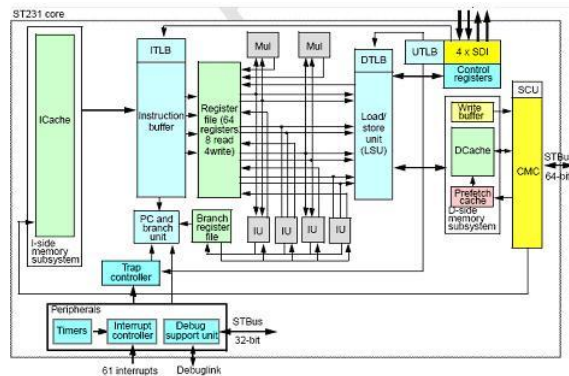 ST231 core
ITLB
Mul
Mul
DTLB
UTLB
4 x SDI
Control
registers
SCU
ICache
Instruction
buffer
Register
file (64
registers,
8 read
4write)
Load/
store
unit
(LSU)
Write
buffer
DCache
Prefetch
cache
D-side
memory
subsystem
CMC
STBus
64-bit
I-side
memory
subsystem
PC and
branch
unit
Branch
register
file
IU
IU
IU
IU
Trap
controller
Peripherals
Timers
Interrupt
controller
Debug
support unit
STBus
32-bit
61 interrupts
Debuglink